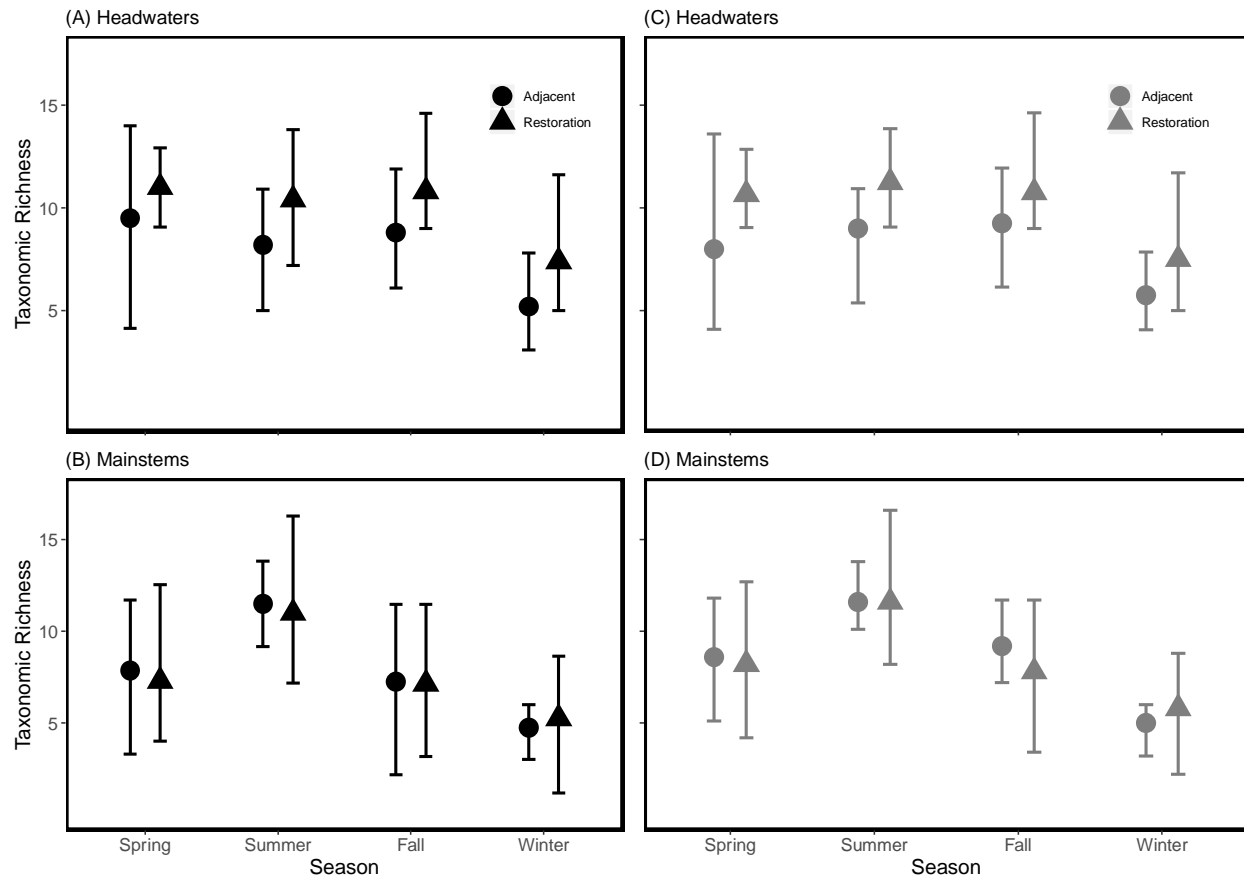 (A) Headwaters
Taxonomic Richness
15
10
5
Adjacent
Restoration
(C) Headwaters
Adjacent
Restoration
(B) Mainstems
Taxonomic Richness
15
10
5
Spring Summer Fall Winter
Season
(D) Mainstems
Spring Summer Fall Winter
Season